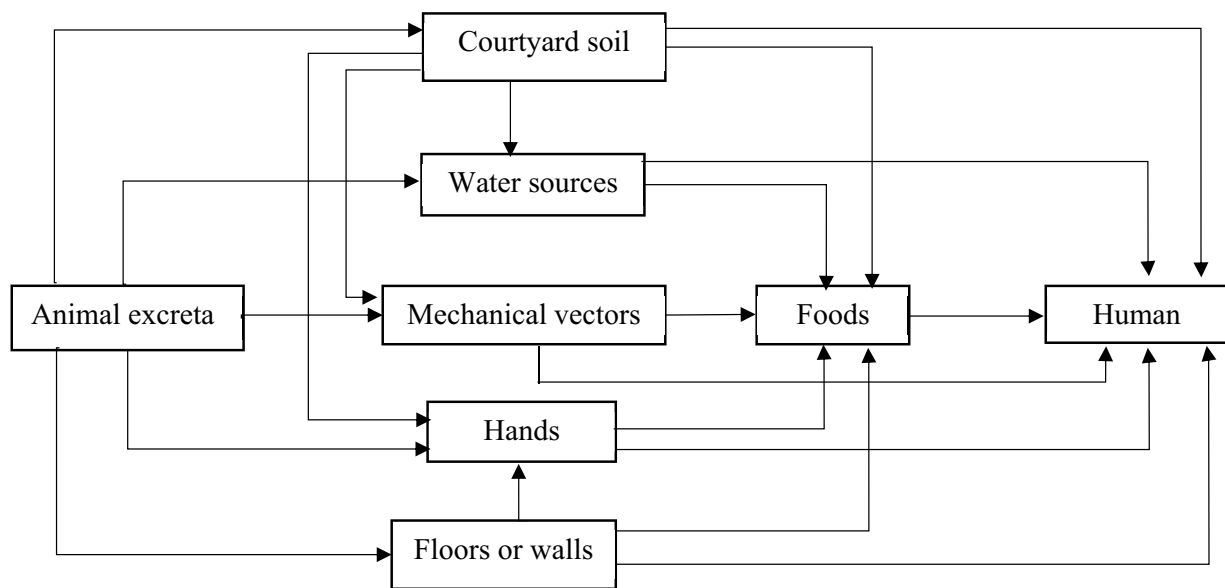 Courtyard soil
Water sources
Animal excreta
Mechanical vectors
Foods
Human
Hands
Floors or walls